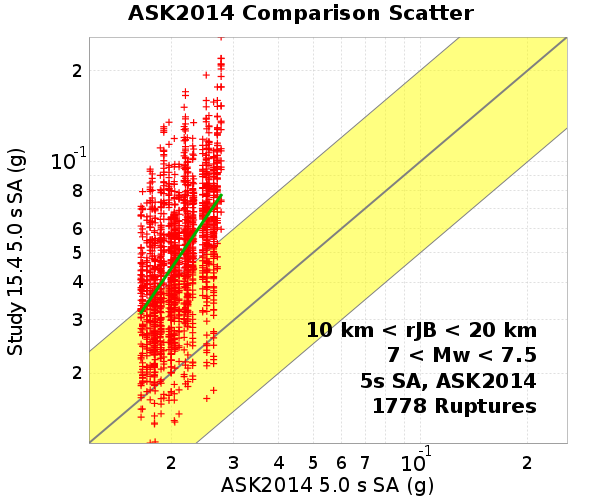 ASK2014 Comparison Scatter
Study 15.4 5.0 s SA (g)
2
10-1
8
6
5
4
3
2
10 km < rJB < 20 km
7 < Mw < 7.5
5s SA, ASK2014
1778 Ruptures
2 3 4 5 6 7 10-1 2
ASK2014 5.0 s SA (g)